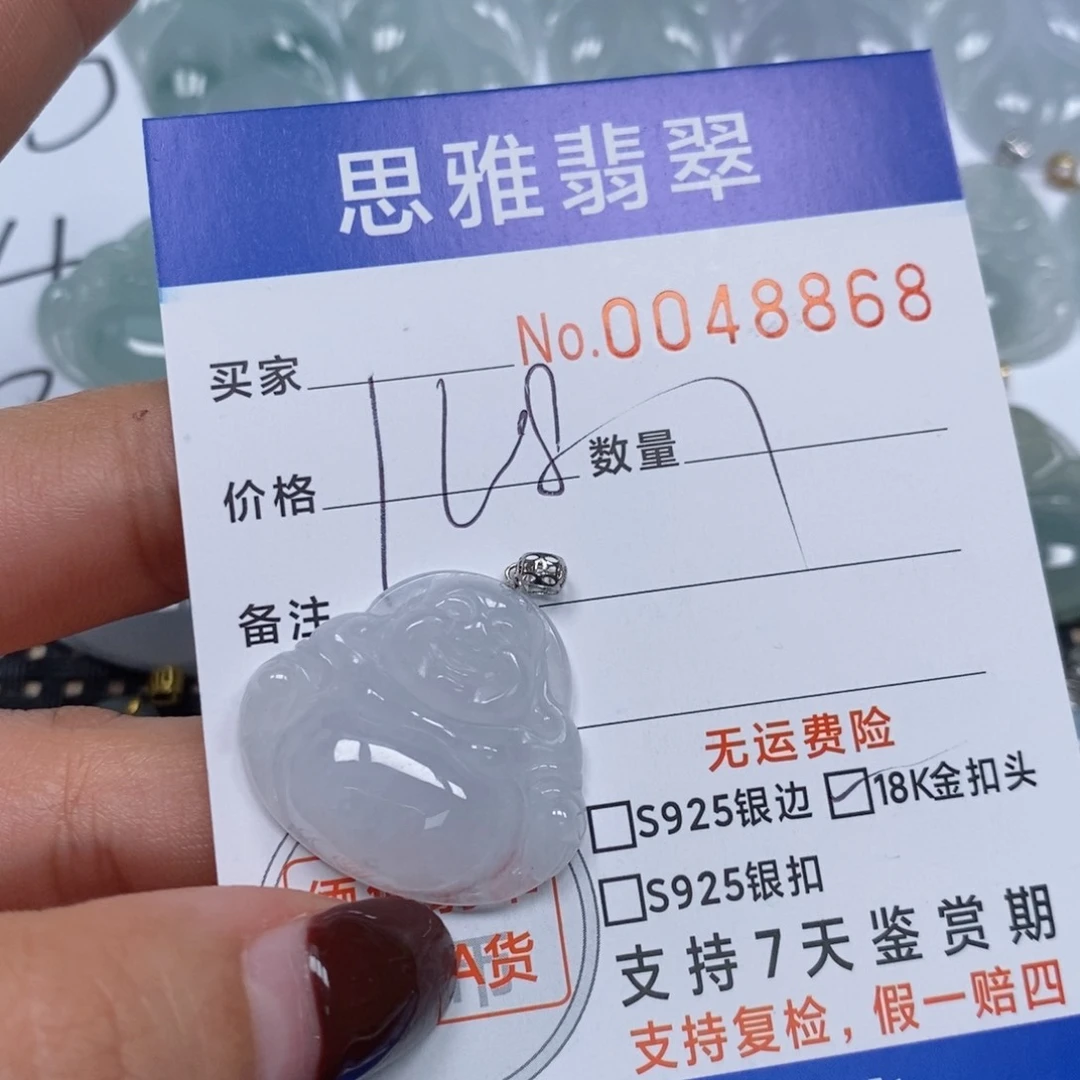 思雅翡翠
No.0048868
买家
价格 数量
备注
无运费险
S925银边 18K金扣头
S925银扣
支持7天鉴赏期
A货
支持复检，假一赔四